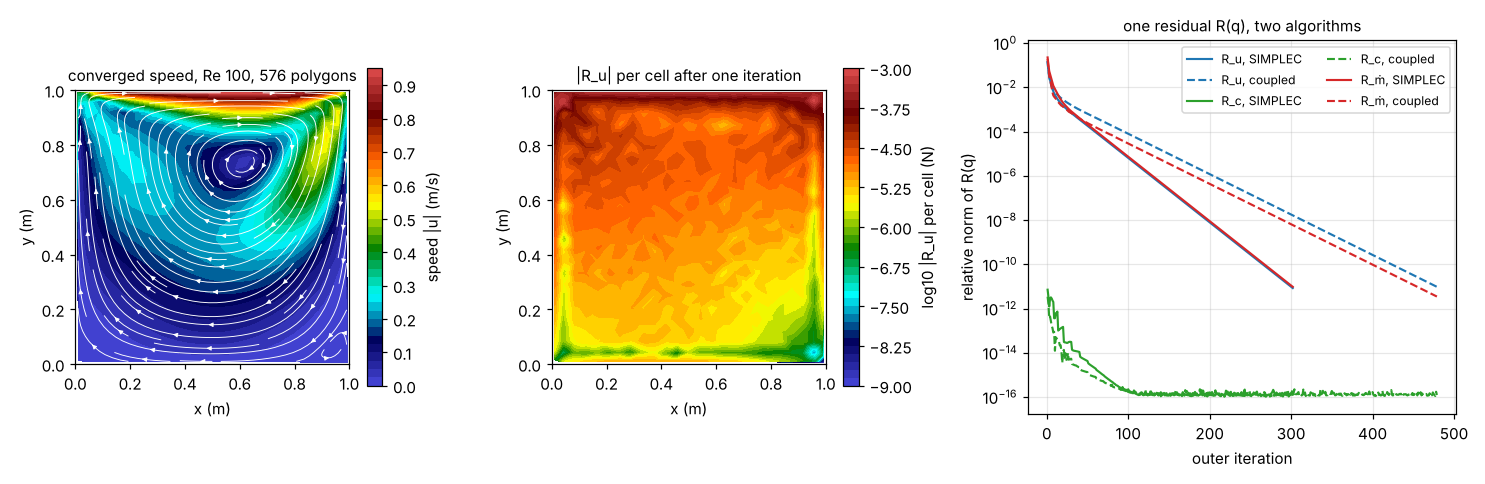 converged speed, Re 100, 576 polygons
1.0
0.8
0.6
0.4
0.2
0.0
y (m)
0.0 0.2 0.4 0.6 0.8 1.0
x (m)
0.9
0.8
0.7
0.6
0.5
0.4
0.3
0.2
0.1
0.0
speed |u| (m/s)
|R_u| per cell after one iteration
1.0
0.8
0.6
0.4
0.2
0.0
y (m)
0.0 0.2 0.4 0.6 0.8 1.0
x (m)
−3.00
−3.75
−4.50
−5.25
−6.00
−6.75
−7.50
−8.25
−9.00
log10 |R_u| per cell (N)
one residual R(q), two algorithms
R_u, SIMPLEC
R_u, coupled
R_c, SIMPLEC
R_c, coupled
R_ṁ, SIMPLEC
R_ṁ, coupled
10⁰
10⁻²
10⁻⁴
10⁻⁶
10⁻⁸
10⁻¹⁰
10⁻¹²
10⁻¹⁴
10⁻¹⁶
relative norm of R(q)
0 100 200 300 400 500
outer iteration